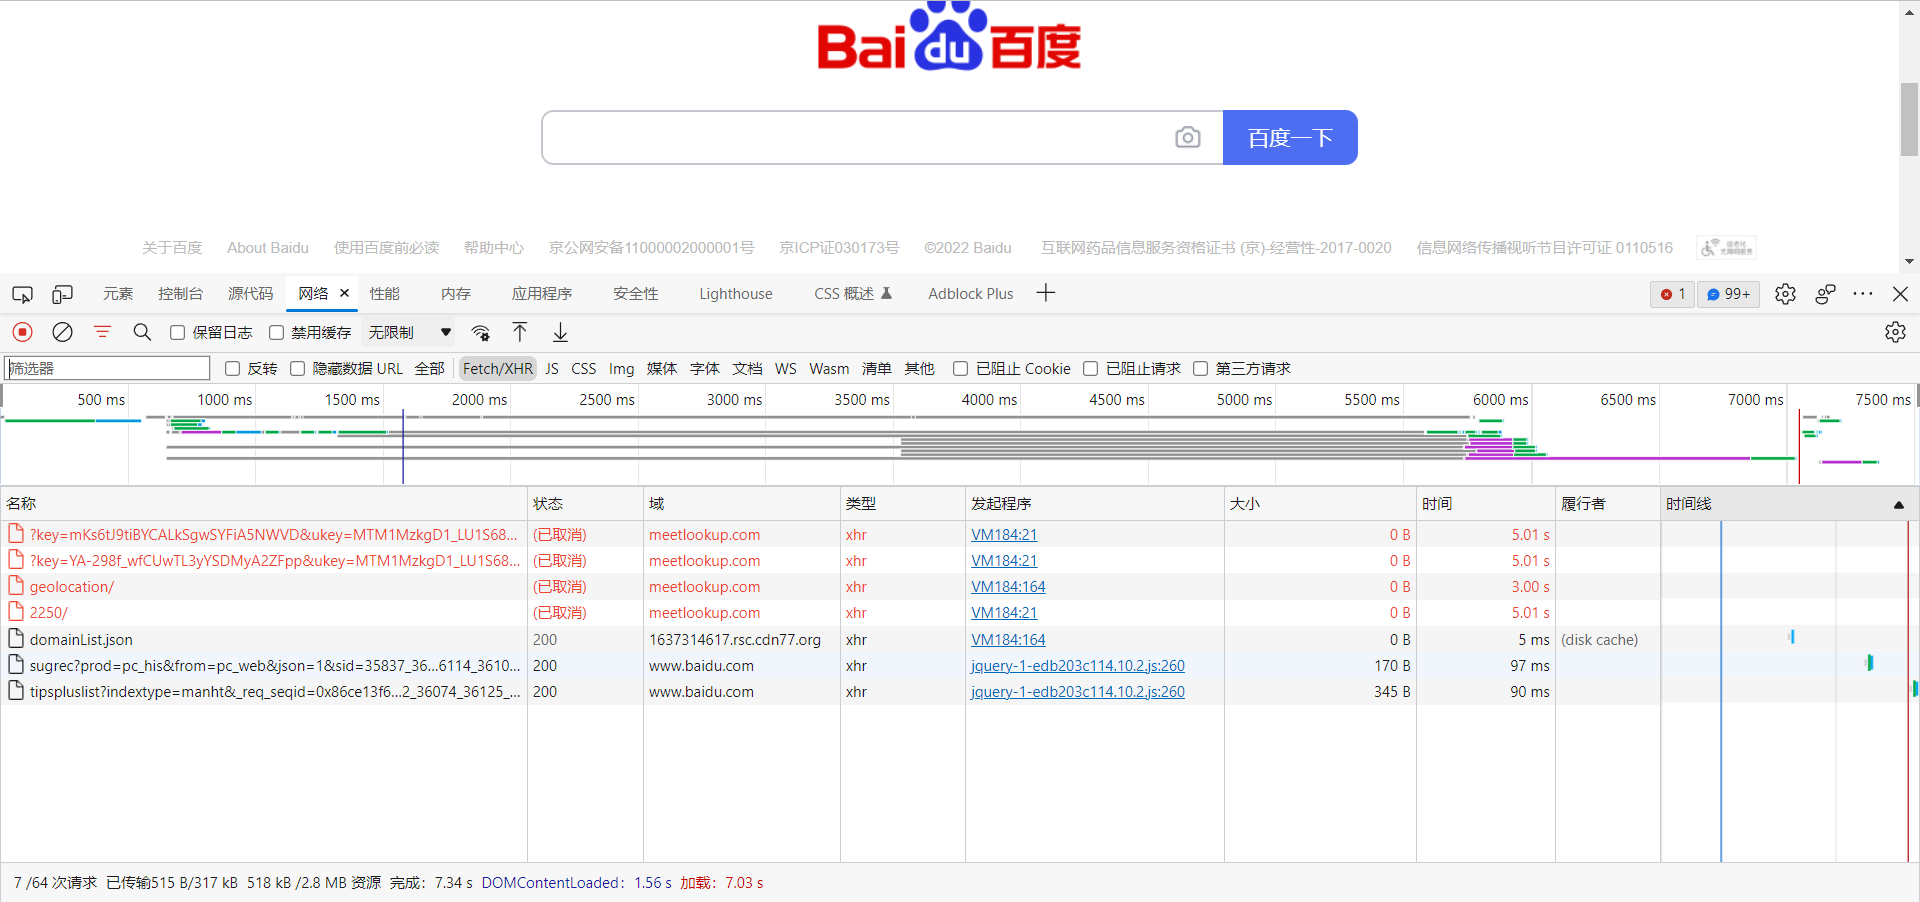 Bai du 百度
百度一下
关于百度 About Baidu 使用百度前必读 帮助中心 京公网安备11000002000001号 京ICP证030173号 ©2022 Baidu 互联网药品信息服务资格证书 (京)-经营性-2017-0020 信息网络传播视听节目许可证 0110516
元素 控制台 源代码 网络 性能 内存 应用程序 安全性 Lighthouse CSS 概述 Adblock Plus 1 99+
保留日志 禁用缓存 无限制
筛选器 反转 隐藏数据 URL 全部 Fetch/XHR JS CSS Img 媒体 字体 文档 WS Wasm 清单 其他 已阻止 Cookie 已阻止请求 第三方请求
500 ms 1000 ms 1500 ms 2000 ms 2500 ms 3000 ms 3500 ms 4000 ms 4500 ms 5000 ms 5500 ms 6000 ms 6500 ms 7000 ms 7500 ms
名称 状态 域 类型 发起程序 大小 时间 履行者 时间线
?key=mKs6tJ9tiBYCALkSgwSYFiA5NWVD&ukey=MTM1MzkgD1_LU1S68... (已取消) meetlookup.com xhr VM184:21 0 B 5.01 s
?key=YA-298f_wfCUwTL3yYSDMyA2ZFpp&ukey=MTM1MzkgD1_LU1S68... (已取消) meetlookup.com xhr VM184:21 0 B 5.01 s
geolocation/ (已取消) meetlookup.com xhr VM184:164 0 B 3.00 s
2250/ (已取消) meetlookup.com xhr VM184:21 0 B 5.01 s
domainList.json 200 1637314617.rsc.cdn77.org xhr VM184:164 0 B 5 ms (disk cache)
sugrec?prod=pc_his&from=pc_web&json=1&sid=35837_36...6114_3610... 200 www.baidu.com xhr jquery-1-edb203c114.10.2.js:260 170 B 97 ms
tipspluslist?indextype=manht&_req_seqid=0x86ce13f6...2_36074_36125_... 200 www.baidu.com xhr jquery-1-edb203c114.10.2.js:260 345 B 90 ms
7 /64 次请求 已传输515 B/317 kB 518 kB /2.8 MB 资源 完成：7.34 s DOMContentLoaded：1.56 s 加载：7.03 s